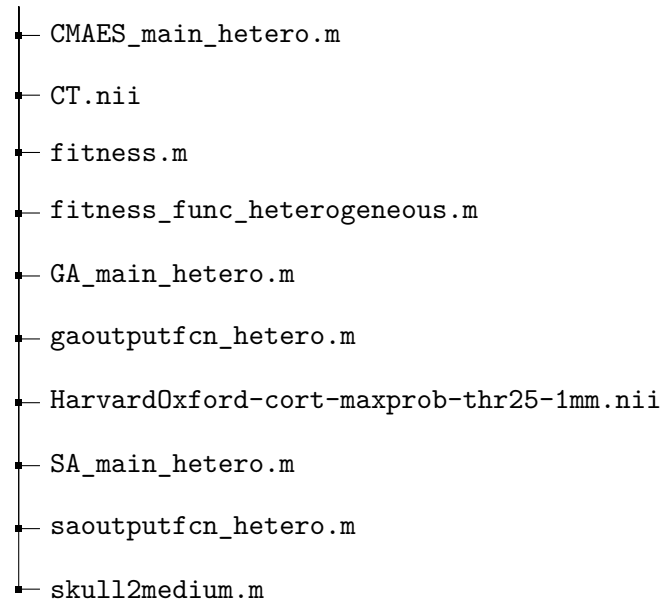 CMAES_main_hetero.m
CT.nii
fitness.m
fitness_func_heterogeneous.m
GA_main_hetero.m
gaoutputfcn_hetero.m
HarvardOxford-cort-maxprob-thr25-1mm.nii
SA_main_hetero.m
saoutputfcn_hetero.m
skull2medium.m